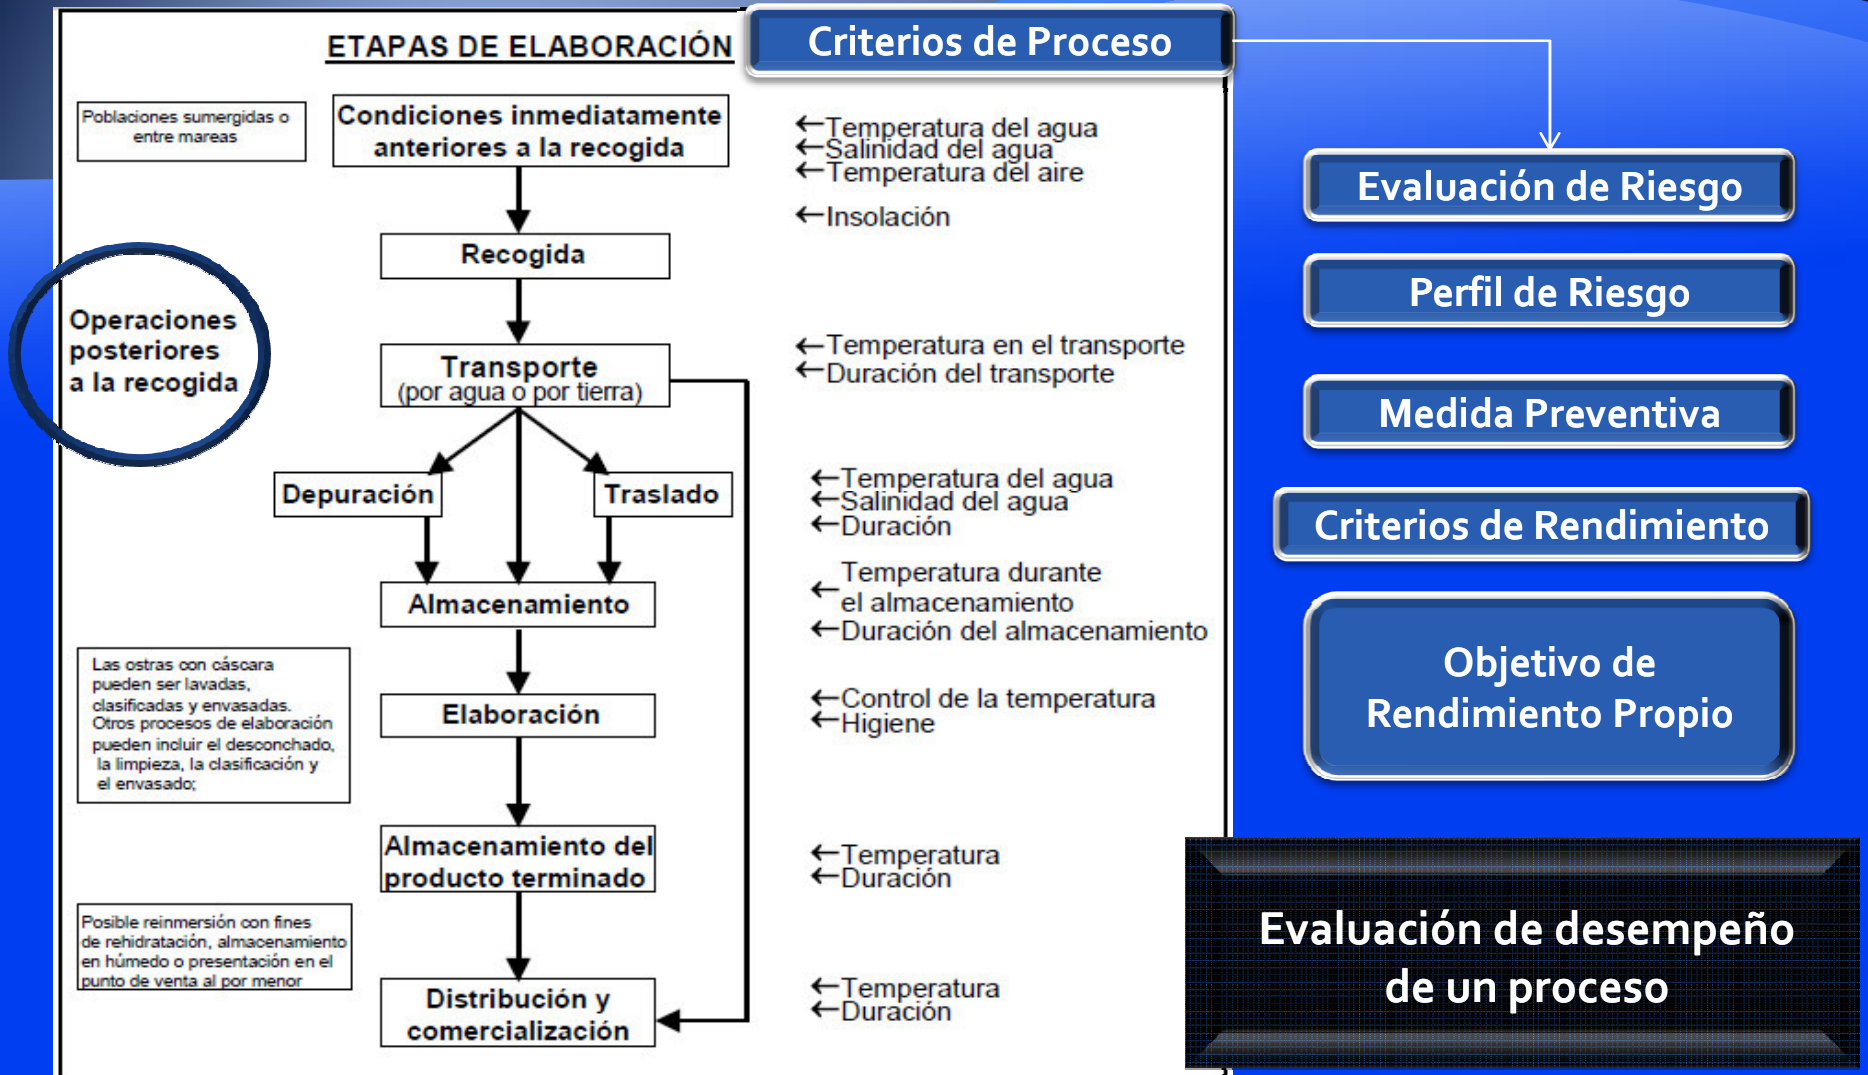 ETAPAS DE ELABORACIÓN
Criterios de Proceso
Poblaciones sumergidas o
entre mareas
Condiciones inmediatamente
anteriores a la recogida
←Temperatura del agua
←Salinidad del agua
←Temperatura del aire
←Insolación
Recogida
Operaciones
posteriores
a la recogida
Transporte
(por agua o por tierra)
←Temperatura en el transporte
←Duración del transporte
Depuración
Traslado
←Temperatura del agua
←Salinidad del agua
←Duración
Almacenamiento
←Temperatura durante
el almacenamiento
←Duración del almacenamiento
Las ostras con cáscara
pueden ser lavadas,
clasificadas y envasadas.
Otros procesos de elaboración
pueden incluir el desconchado,
la limpieza, la clasificación y
el envasado;
Elaboración
←Control de la temperatura
←Higiene
Almacenamiento del
producto terminado
←Temperatura
←Duración
Posible reinmersión con fines
de rehidratación, almacenamiento
en húmedo o presentación en el
punto de venta al por menor
Distribución y
comercialización
←Temperatura
←Duración
Evaluación de Riesgo
Perfil de Riesgo
Medida Preventiva
Criterios de Rendimiento
Objetivo de
Rendimiento Propio
Evaluación de desempeño
de un proceso